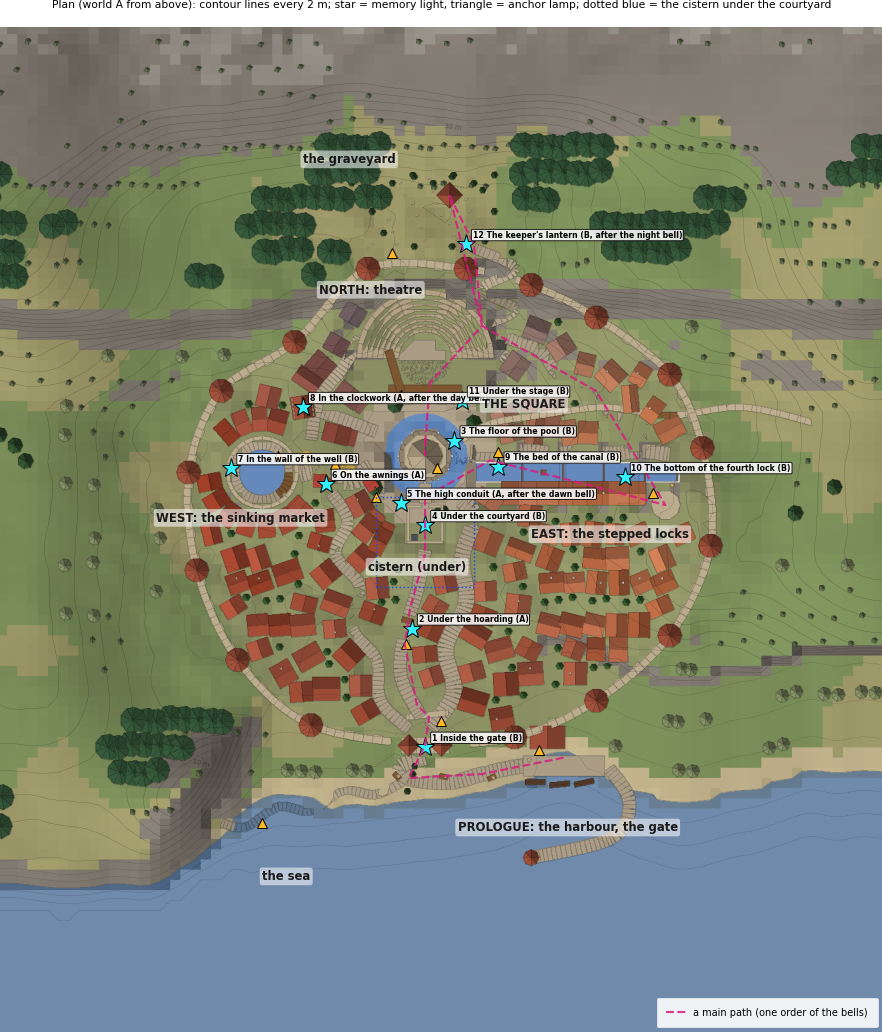 Plan (world A from above): contour lines every 2 m; star = memory light, triangle = anchor lamp; dotted blue = the cistern under the courtyard
the graveyard
12 The keeper's lantern (B, after the night bell)
NORTH: theatre
11 Under the stage (B)
8 In the clockwork (A, after the day
THE SQUARE
3 The floor of the pool (B)
7 In the wall of the well (B)
9 The bed of the canal (B)
10 The bottom of the fourth lock (B)
6 On the awnings (A)
5 The high conduit (A, after the dawn bell)
4 Under the courtyard (B)
WEST: the sinking market
EAST: the stepped locks
cistern (under)
2 Under the hoarding (A)
1 Inside the gate (B)
PROLOGUE: the harbour, the gate
the sea
a main path (one order of the bells)